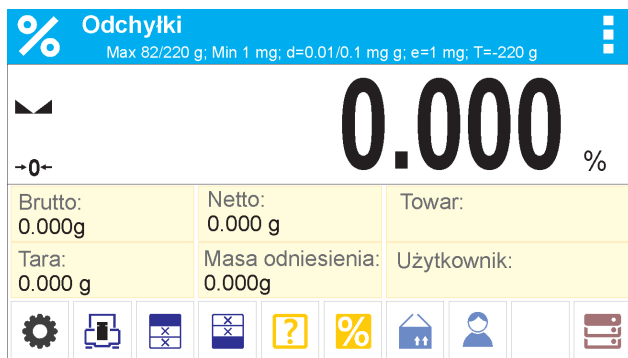 % Odchyłki
Max 82/220 g; Min 1 mg; d=0.01/0.1 mg g; e=1 mg; T=-220 g
0.000 %
→0←
Brutto:
0.000g
Netto:
0.000 g
Towar:
Tara:
0.000 g
Masa odniesienia:
0.000g
Użytkownik:
? %